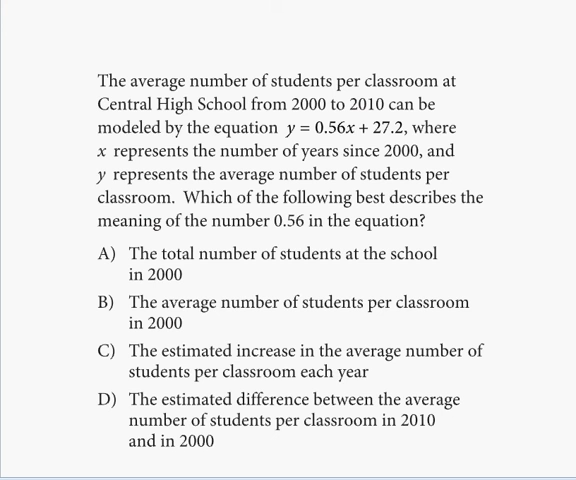 The average number of students per classroom at
Central High School from 2000 to 2010 can be
modeled by the equation y = 0.56x + 27.2, where
x represents the number of years since 2000, and
y represents the average number of students per
classroom. Which of the following best describes the
meaning of the number 0.56 in the equation?
A) The total number of students at the school
in 2000
B) The average number of students per classroom
in 2000
C) The estimated increase in the average number of
students per classroom each year
D) The estimated difference between the average
number of students per classroom in 2010
and in 2000